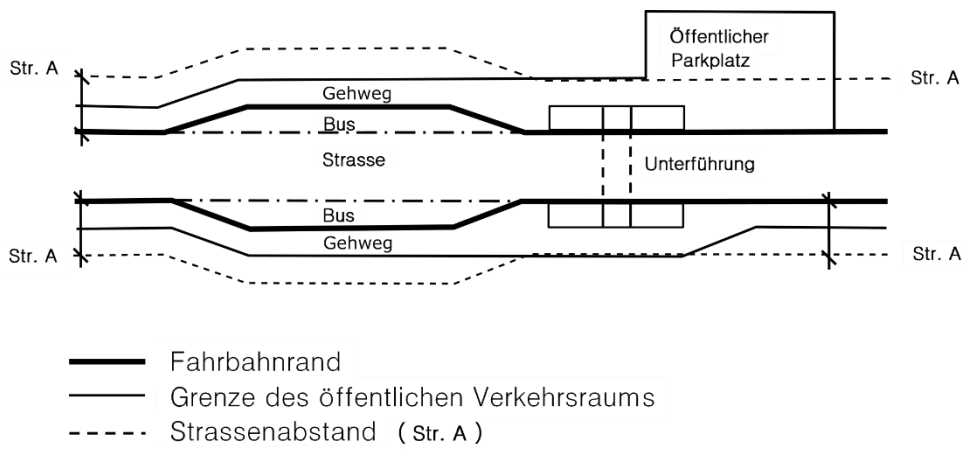 Öffentlicher
Parkplatz
Str. A
Str. A
Gehweg
Bus
Strasse
Unterführung
Bus
Gehweg
Str. A
Str. A
Fahrbahnrand
Grenze des öffentlichen Verkehrsraums
Strassenabstand ( Str. A )